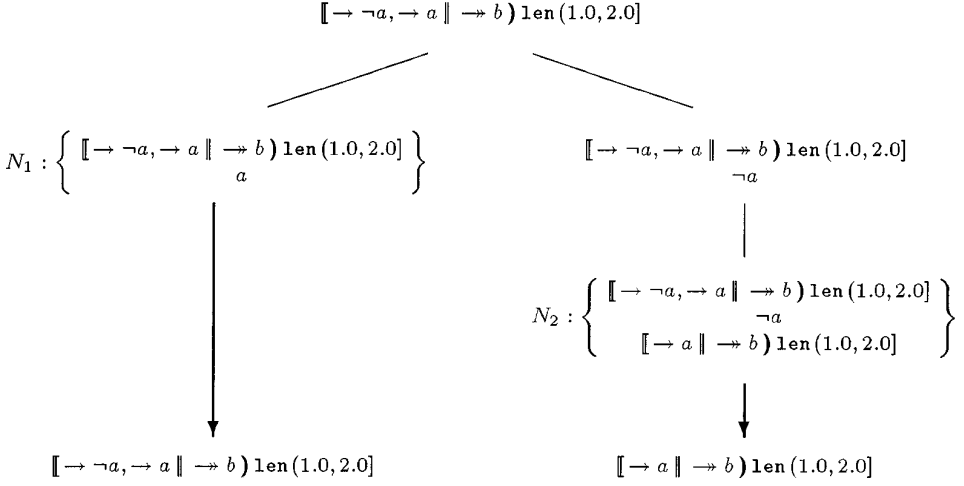 ⟦→ ¬a, → a ∥ ↠ b ) len (1.0, 2.0]
N₁ : { ⟦→ ¬a, → a ∥ ↠ b ) len (1.0, 2.0] }
a
⟦→ ¬a, → a ∥ ↠ b ) len (1.0, 2.0]
¬a
N₂ : { ⟦→ ¬a, → a ∥ ↠ b ) len (1.0, 2.0] }
¬a
⟦→ a ∥ ↠ b ) len (1.0, 2.0]
⟦→ ¬a, → a ∥ ↠ b ) len (1.0, 2.0]
⟦→ a ∥ ↠ b ) len (1.0, 2.0]